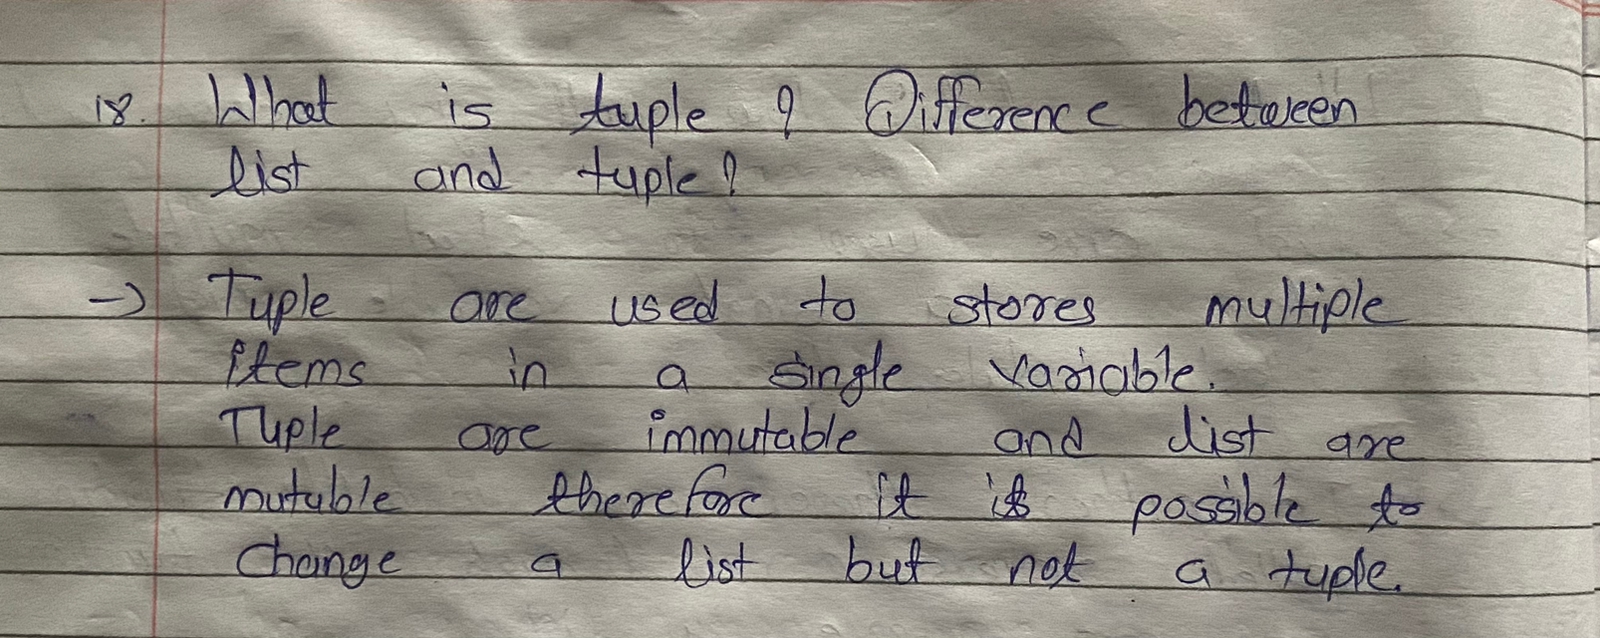 18. What is tuple ? Difference between
list and tuple?
→ Tuple are used to stores multiple
items in a single variable.
Tuple are immutable and list are
mutable therefore it is possible to
change a list but not a tuple.